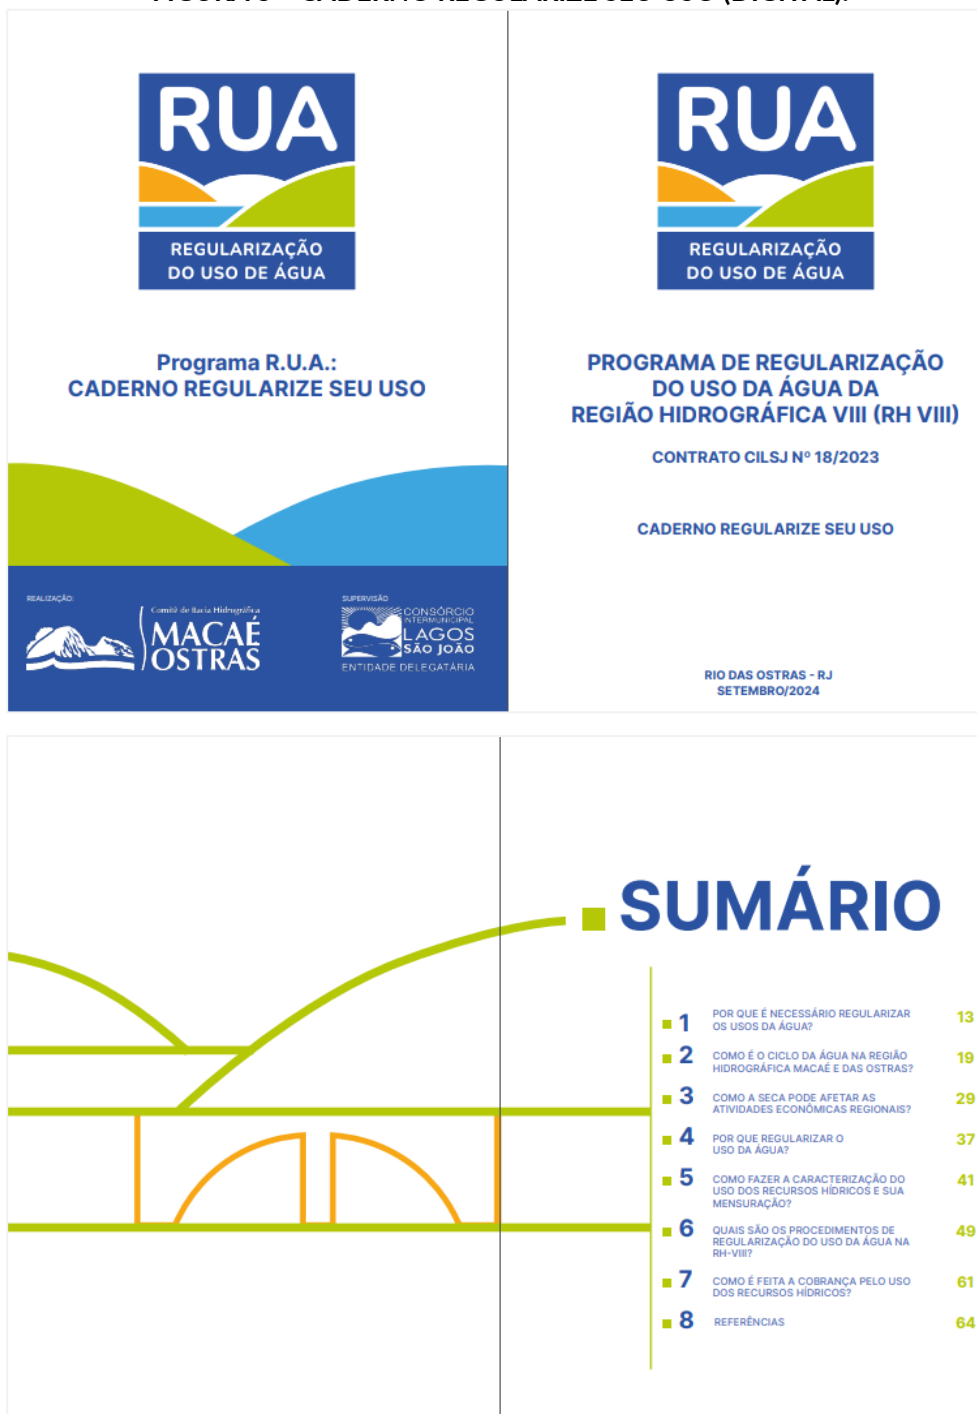 CADERNO REGULARIZE SEU USO (DIGITAL).
RUA
REGULARIZAÇÃO
DO USO DE ÁGUA
Programa R.U.A.:
CADERNO REGULARIZE SEU USO
REALIZAÇÃO:
Comitê de Bacia Hidrográfica
MACAÉ
OSTRAS
SUPERVISÃO
CONSÓRCIO
INTERMUNICIPAL
LAGOS
SÃO JOÃO
ENTIDADE DELEGATÁRIA
RUA
REGULARIZAÇÃO
DO USO DE ÁGUA
PROGRAMA DE REGULARIZAÇÃO
DO USO DA ÁGUA DA
REGIÃO HIDROGRÁFICA VIII (RH VIII)
CONTRATO CILSJ Nº 18/2023
CADERNO REGULARIZE SEU USO
RIO DAS OSTRAS - RJ
SETEMBRO/2024
SUMÁRIO
1 POR QUE É NECESSÁRIO REGULARIZAR 13
OS USOS DA ÁGUA?
2 COMO É O CICLO DA ÁGUA NA REGIÃO 19
HIDROGRÁFICA MACAÉ E DAS OSTRAS?
3 COMO A SECA PODE AFETAR AS 29
ATIVIDADES ECONÔMICAS REGIONAIS?
4 POR QUE REGULARIZAR O 37
USO DA ÁGUA?
5 COMO FAZER A CARACTERIZAÇÃO DO 41
USO DOS RECURSOS HÍDRICOS E SUA
MENSURAÇÃO?
6 QUAIS SÃO OS PROCEDIMENTOS DE 49
REGULARIZAÇÃO DO USO DA ÁGUA NA
RH-VIII?
7 COMO É FEITA A COBRANÇA PELO USO 61
DOS RECURSOS HÍDRICOS?
8 REFERÊNCIAS 64